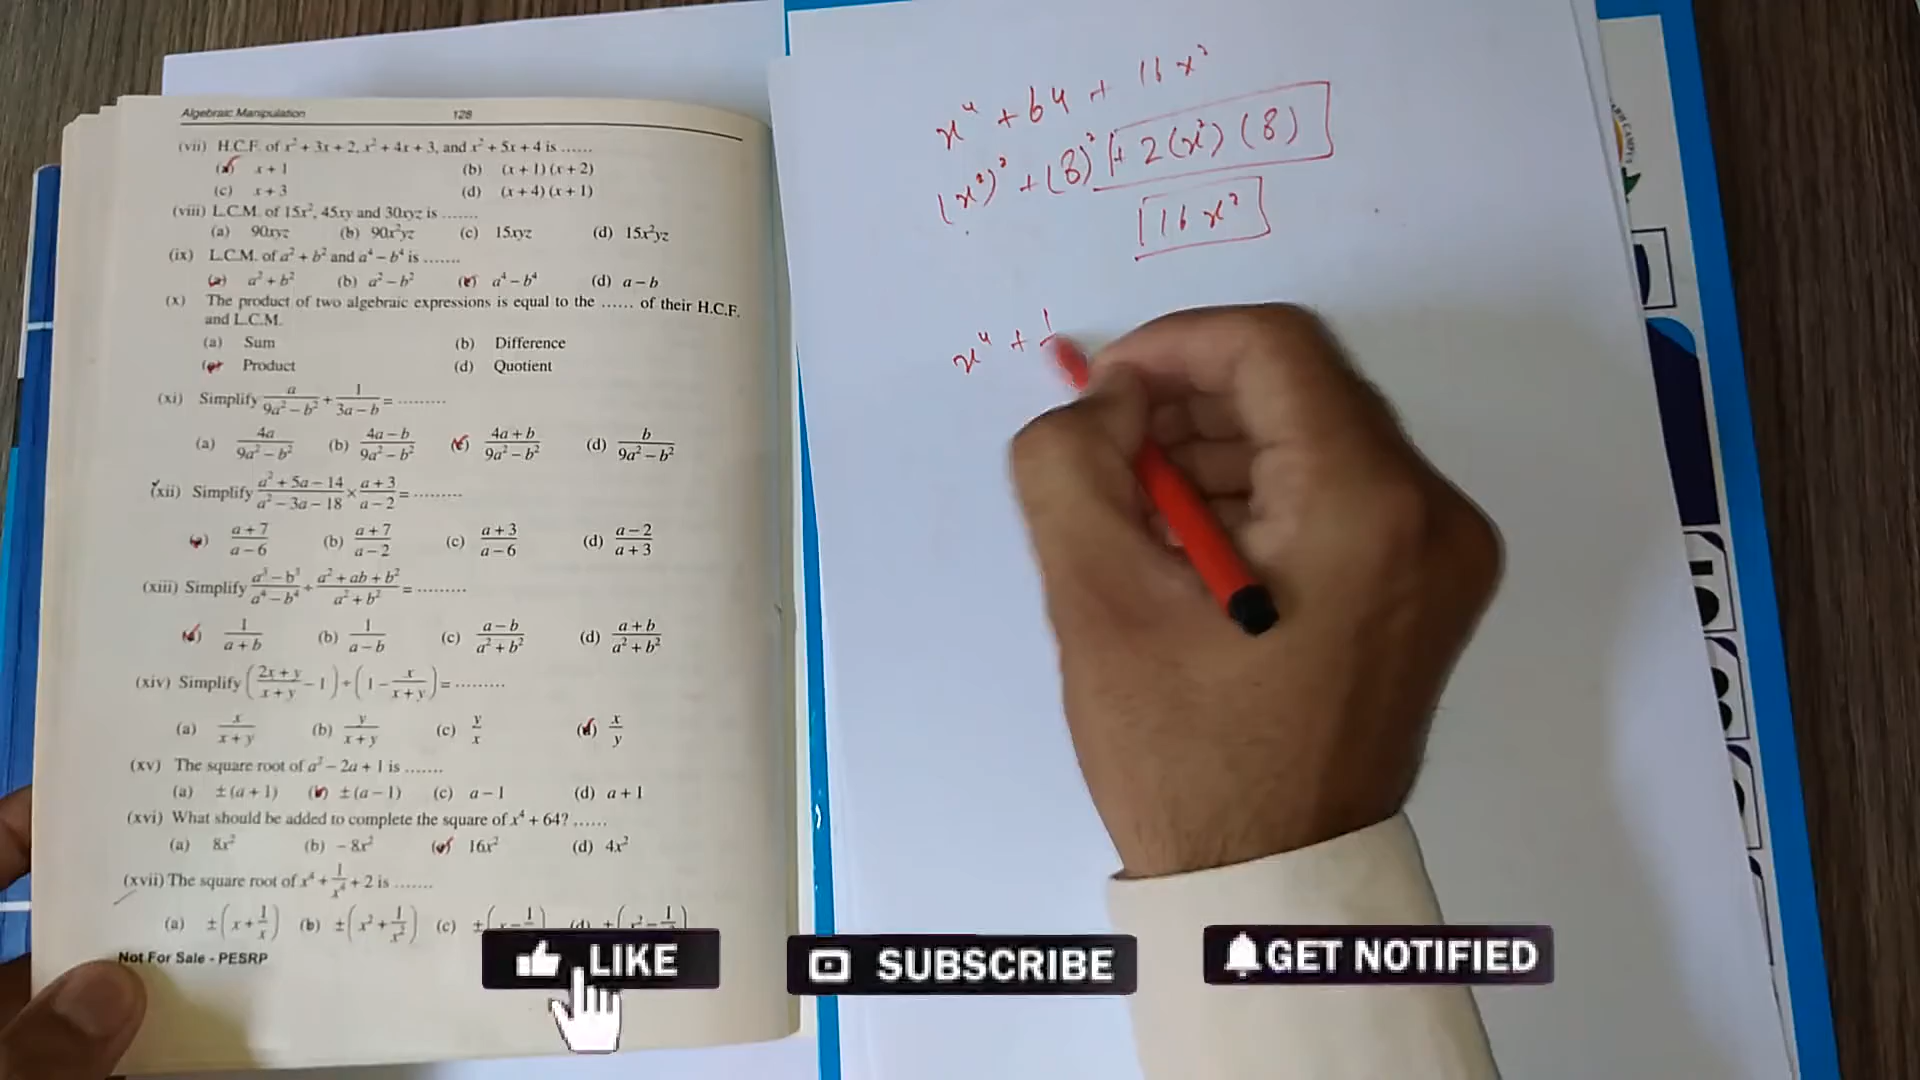 Algebraic Manipulation 128
(vii) H.C.F. of x² + 3x + 2, x² + 4x + 3, and x² + 5x + 4 is ......
(a) x + 1 (b) (x + 1) (x + 2)
(c) x + 3 (d) (x + 4) (x + 1)
(viii) L.C.M. of 15x², 45xy and 30xyz is .......
(a) 90xyz (b) 90x²yz (c) 15xyz (d) 15x²yz
(ix) L.C.M. of a² + b² and a⁴ – b⁴ is .......
(a) a² + b² (b) a² – b² (c) a⁴ – b⁴ (d) a – b
(x) The product of two algebraic expressions is equal to the ...... of their H.C.F.
and L.C.M.
(a) Sum (b) Difference
(c) Product (d) Quotient
(xi) Simplify a/(9a² – b²) + 1/(3a – b) = .........
(a) 4a/(9a² – b²) (b) (4a – b)/(9a² – b²) (c) (4a + b)/(9a² – b²) (d) b/(9a² – b²)
(xii) Simplify (a² + 5a – 14)/(a² – 3a – 18) × (a + 3)/(a – 2) = .........
(a) (a + 7)/(a – 6) (b) (a + 7)/(a – 2) (c) (a + 3)/(a – 6) (d) (a – 2)/(a + 3)
(xiii) Simplify (a³ – b³)/(a⁴ – b⁴) ÷ (a² + ab + b²)/(a² + b²) = .........
(a) 1/(a + b) (b) 1/(a – b) (c) (a – b)/(a² + b²) (d) (a + b)/(a² + b²)
(xiv) Simplify ((2x + y)/(x + y) – 1) ÷ (1 – x/(x + y)) = .........
(a) x/(x + y) (b) y/(x + y) (c) y/x (d) x/y
(xv) The square root of a² – 2a + 1 is .......
(a) ±(a + 1) (b) ±(a – 1) (c) a – 1 (d) a + 1
(xvi) What should be added to complete the square of x⁴ + 64? ......
(a) 8x² (b) – 8x² (c) 16x² (d) 4x²
(xvii) The square root of x⁴ + 1/x⁴ + 2 is .......
(a) ±(x + 1/x) (b) ±(x² + 1/x²) (c) ±(x – 1 (d) ±(x² – 1
Not For Sale - PESRP
x⁴ + 64 + 16x²
(x²)² + (8)² + 2(x²)(8)
16x²
x⁴ + 1
LIKE
SUBSCRIBE
GET NOTIFIED